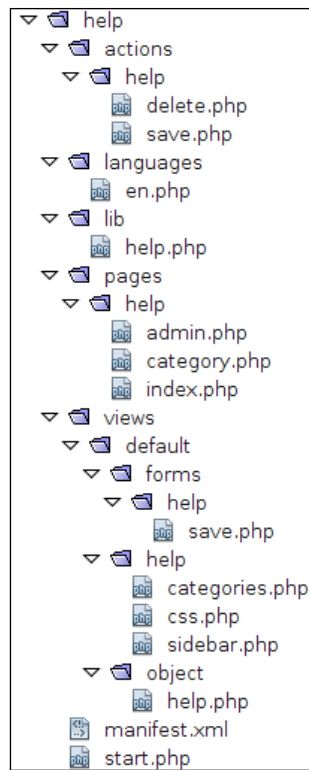 help
actions
help
delete.php
save.php
languages
en.php
lib
help.php
pages
help
admin.php
category.php
index.php
views
default
forms
help
save.php
help
categories.php
css.php
sidebar.php
object
help.php
manifest.xml
start.php